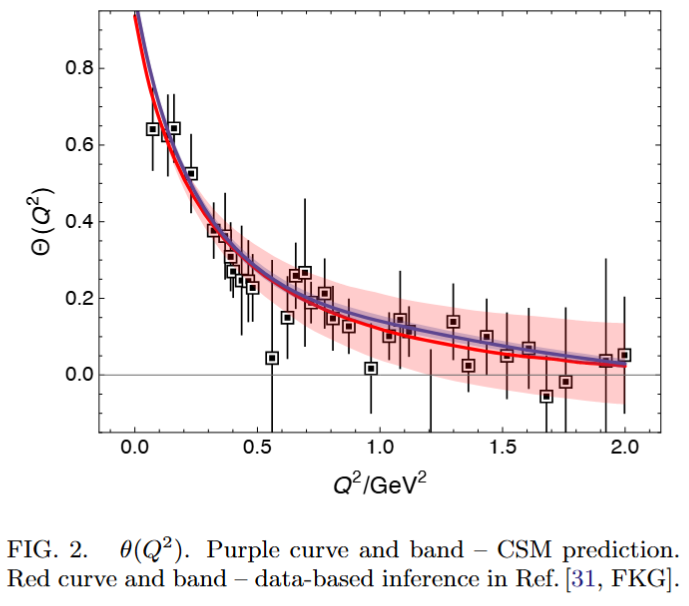 0.8
0.6
0.4
0.2
0.0
Θ(Q²)
0.0 0.5 1.0 1.5 2.0
Q²/GeV²
FIG. 2. θ(Q²). Purple curve and band – CSM prediction.
Red curve and band – data-based inference in Ref. [31, FKG].